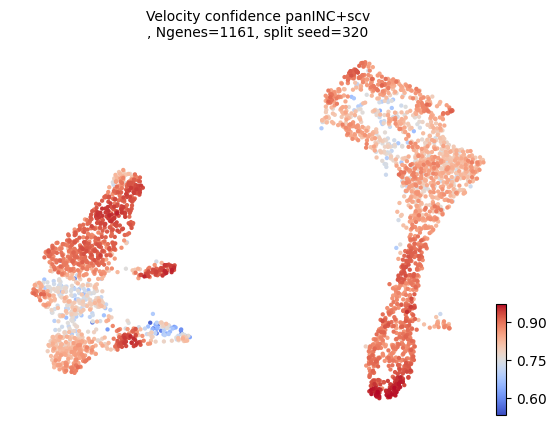 Velocity confidence panINC+scv
, Ngenes=1161, split seed=320
0.90
0.75
0.60